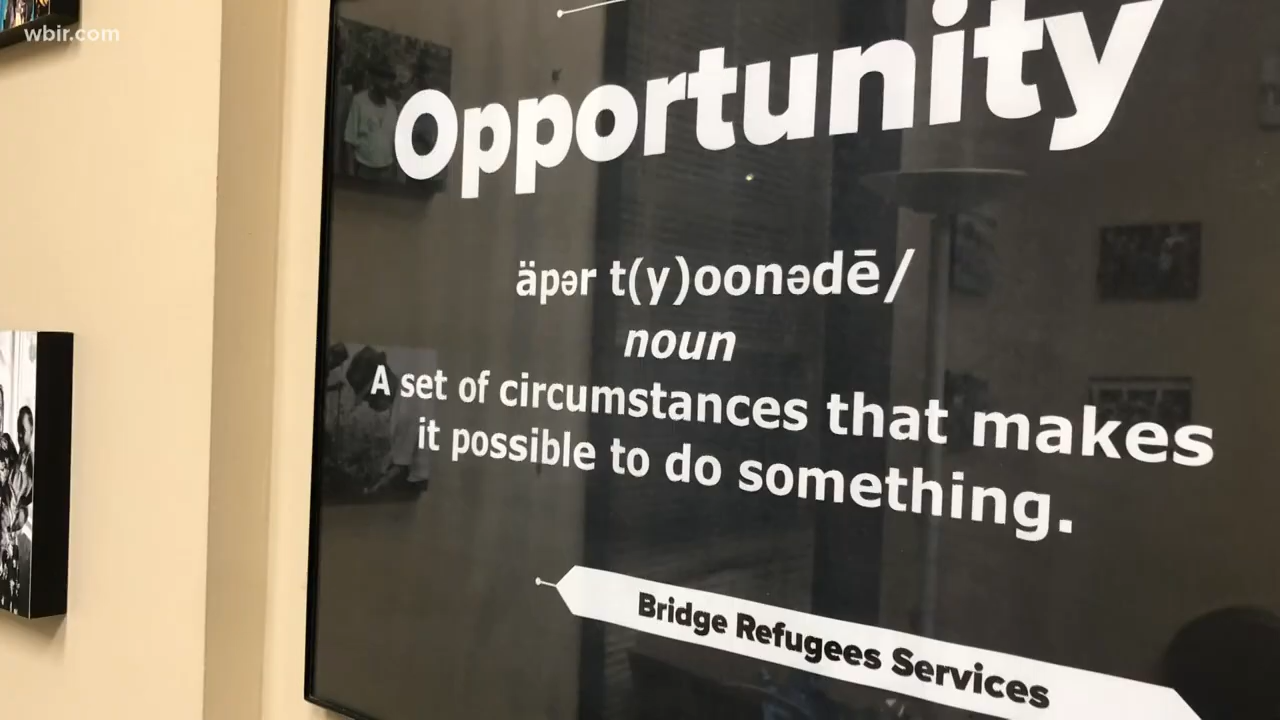 wbir.com
Opportunity
äpər t(y)oonədē/
noun
A set of circumstances that makes
it possible to do something.
Bridge Refugees Services